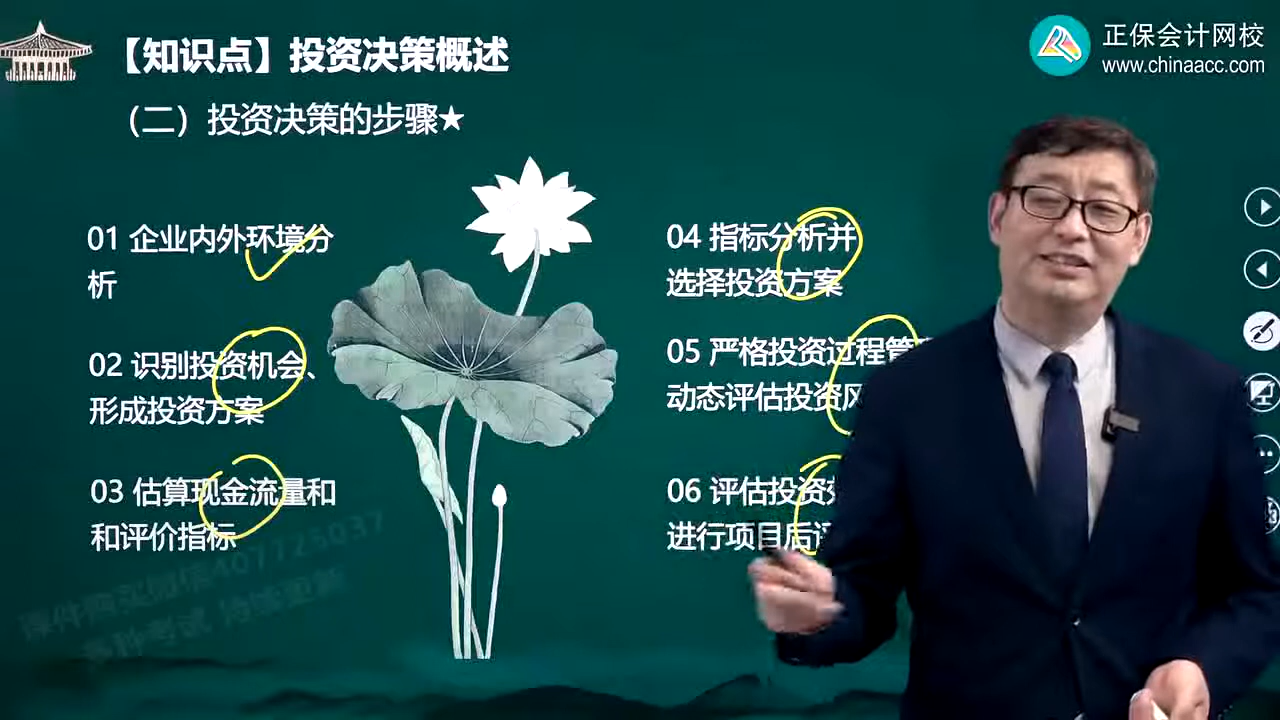 【知识点】投资决策概述
正保会计网校
www.chinaacc.com
（二）投资决策的步骤★
01 企业内外环境分
析
02 识别投资机会、
形成投资方案
03 估算现金流量和
和评价指标
04 指标分析并
选择投资方案
05 严格投资过程管
动态评估投资风
06 评估投资效
进行项目后评